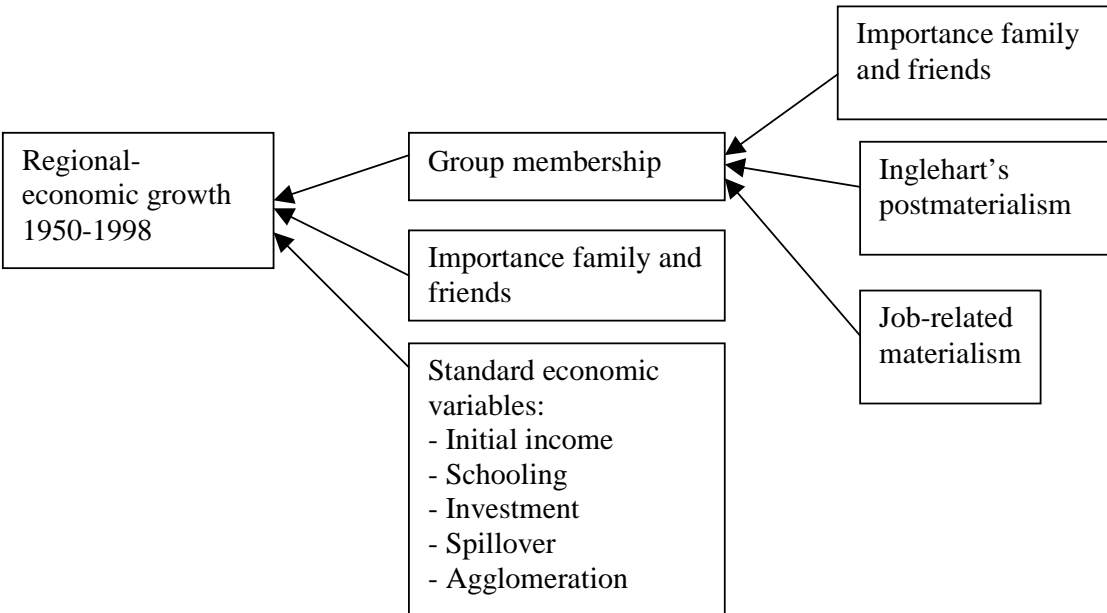 Regional-
economic growth
1950-1998
Group membership
Importance family and
friends
Standard economic
variables:
- Initial income
- Schooling
- Investment
- Spillover
- Agglomeration
Importance family
and friends
Inglehart’s
postmaterialism
Job-related
materialism